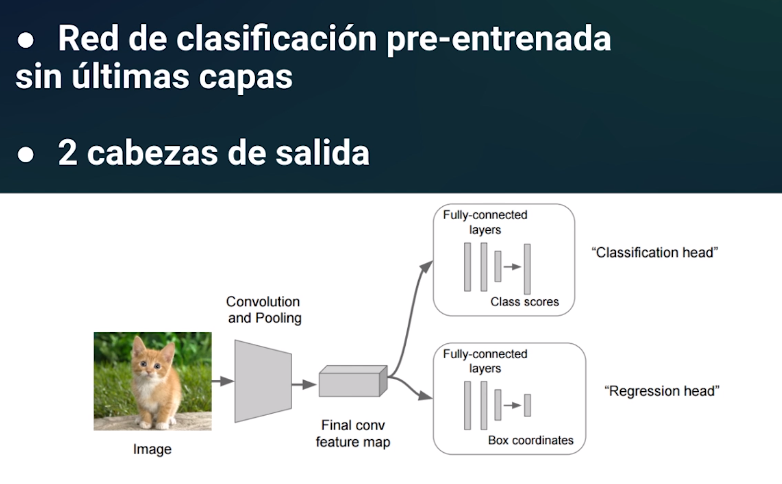 ● Red de clasificación pre-entrenada
sin últimas capas
● 2 cabezas de salida
Fully-connected
layers
Class scores
“Classification head”
Convolution
and Pooling
Image
Final conv
feature map
Fully-connected
layers
Box coordinates
“Regression head”